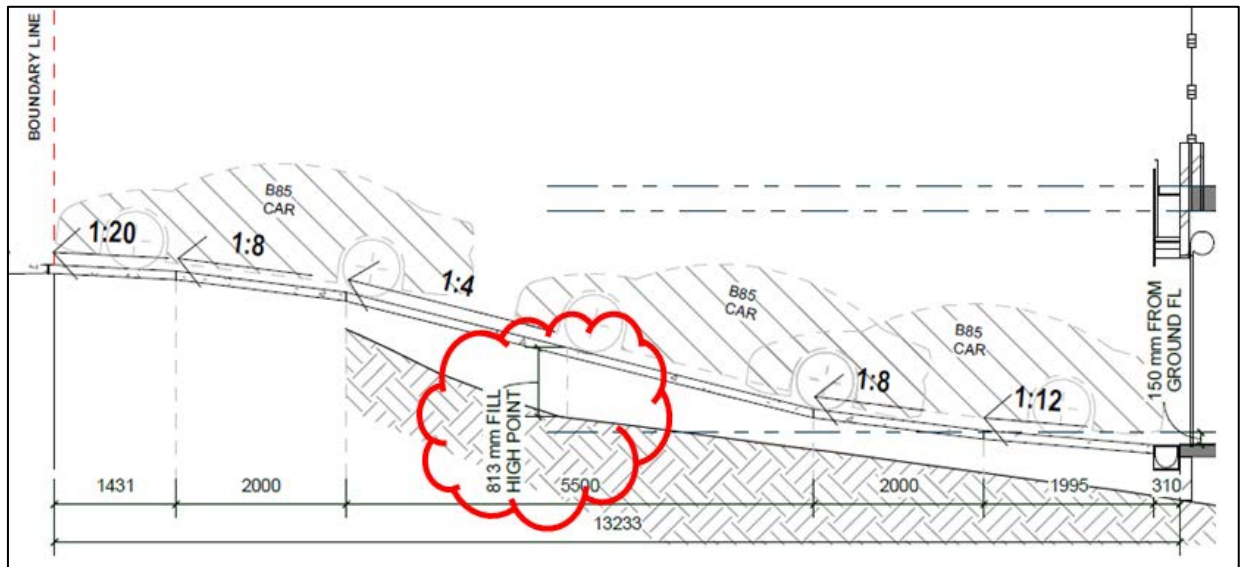 BOUNDARY LINE
B85
CAR
1:20
1:8
1:4
B85
CAR
B85
CAR
1:8
1:12
150 mm FROM
GROUND FL
813 mm FILL
HIGH POINT
1431
2000
5500
2000
1995
310
13233